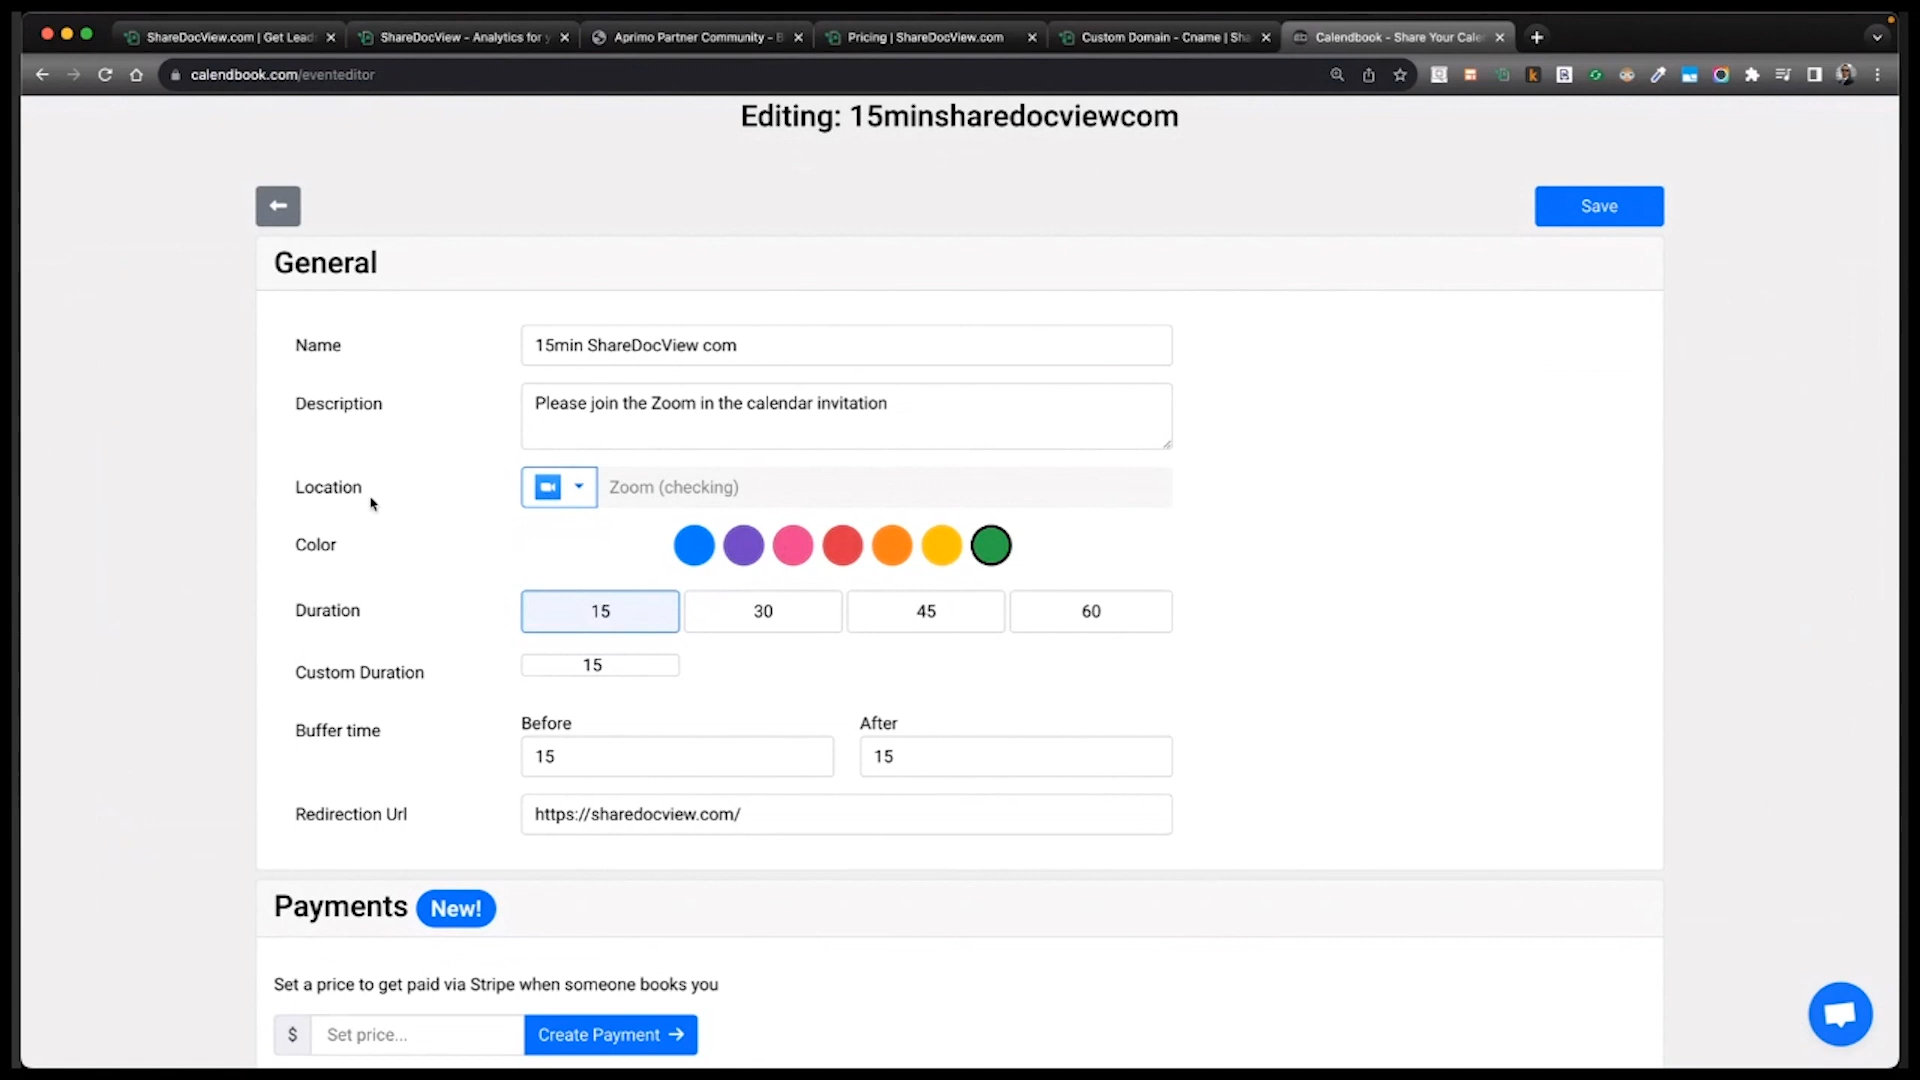 ShareDocView.com | Get Lead
ShareDocView - Analytics for y
Aprimo Partner Community - B
Pricing | ShareDocView.com
Custom Domain - Cname | Sha
Calendbook - Share Your Cale
calendbook.com/eventeditor
Editing: 15minsharedocviewcom
Save
General
Name
15min ShareDocView com
Description
Please join the Zoom in the calendar invitation
Location
Zoom (checking)
Color
Duration
15
30
45
60
Custom Duration
15
Buffer time
Before
After
15
15
Redirection Url
https://sharedocview.com/
Payments
New!
Set a price to get paid via Stripe when someone books you
$
Set price...
Create Payment